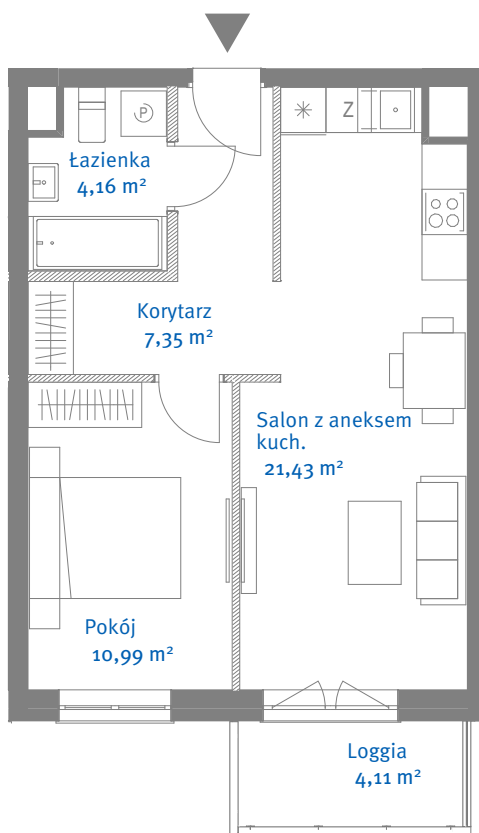 P
Z
Łazienka
4,16 m²
Korytarz
7,35 m²
Salon z aneksem
kuch.
21,43 m²
Pokój
10,99 m²
Loggia
4,11 m²